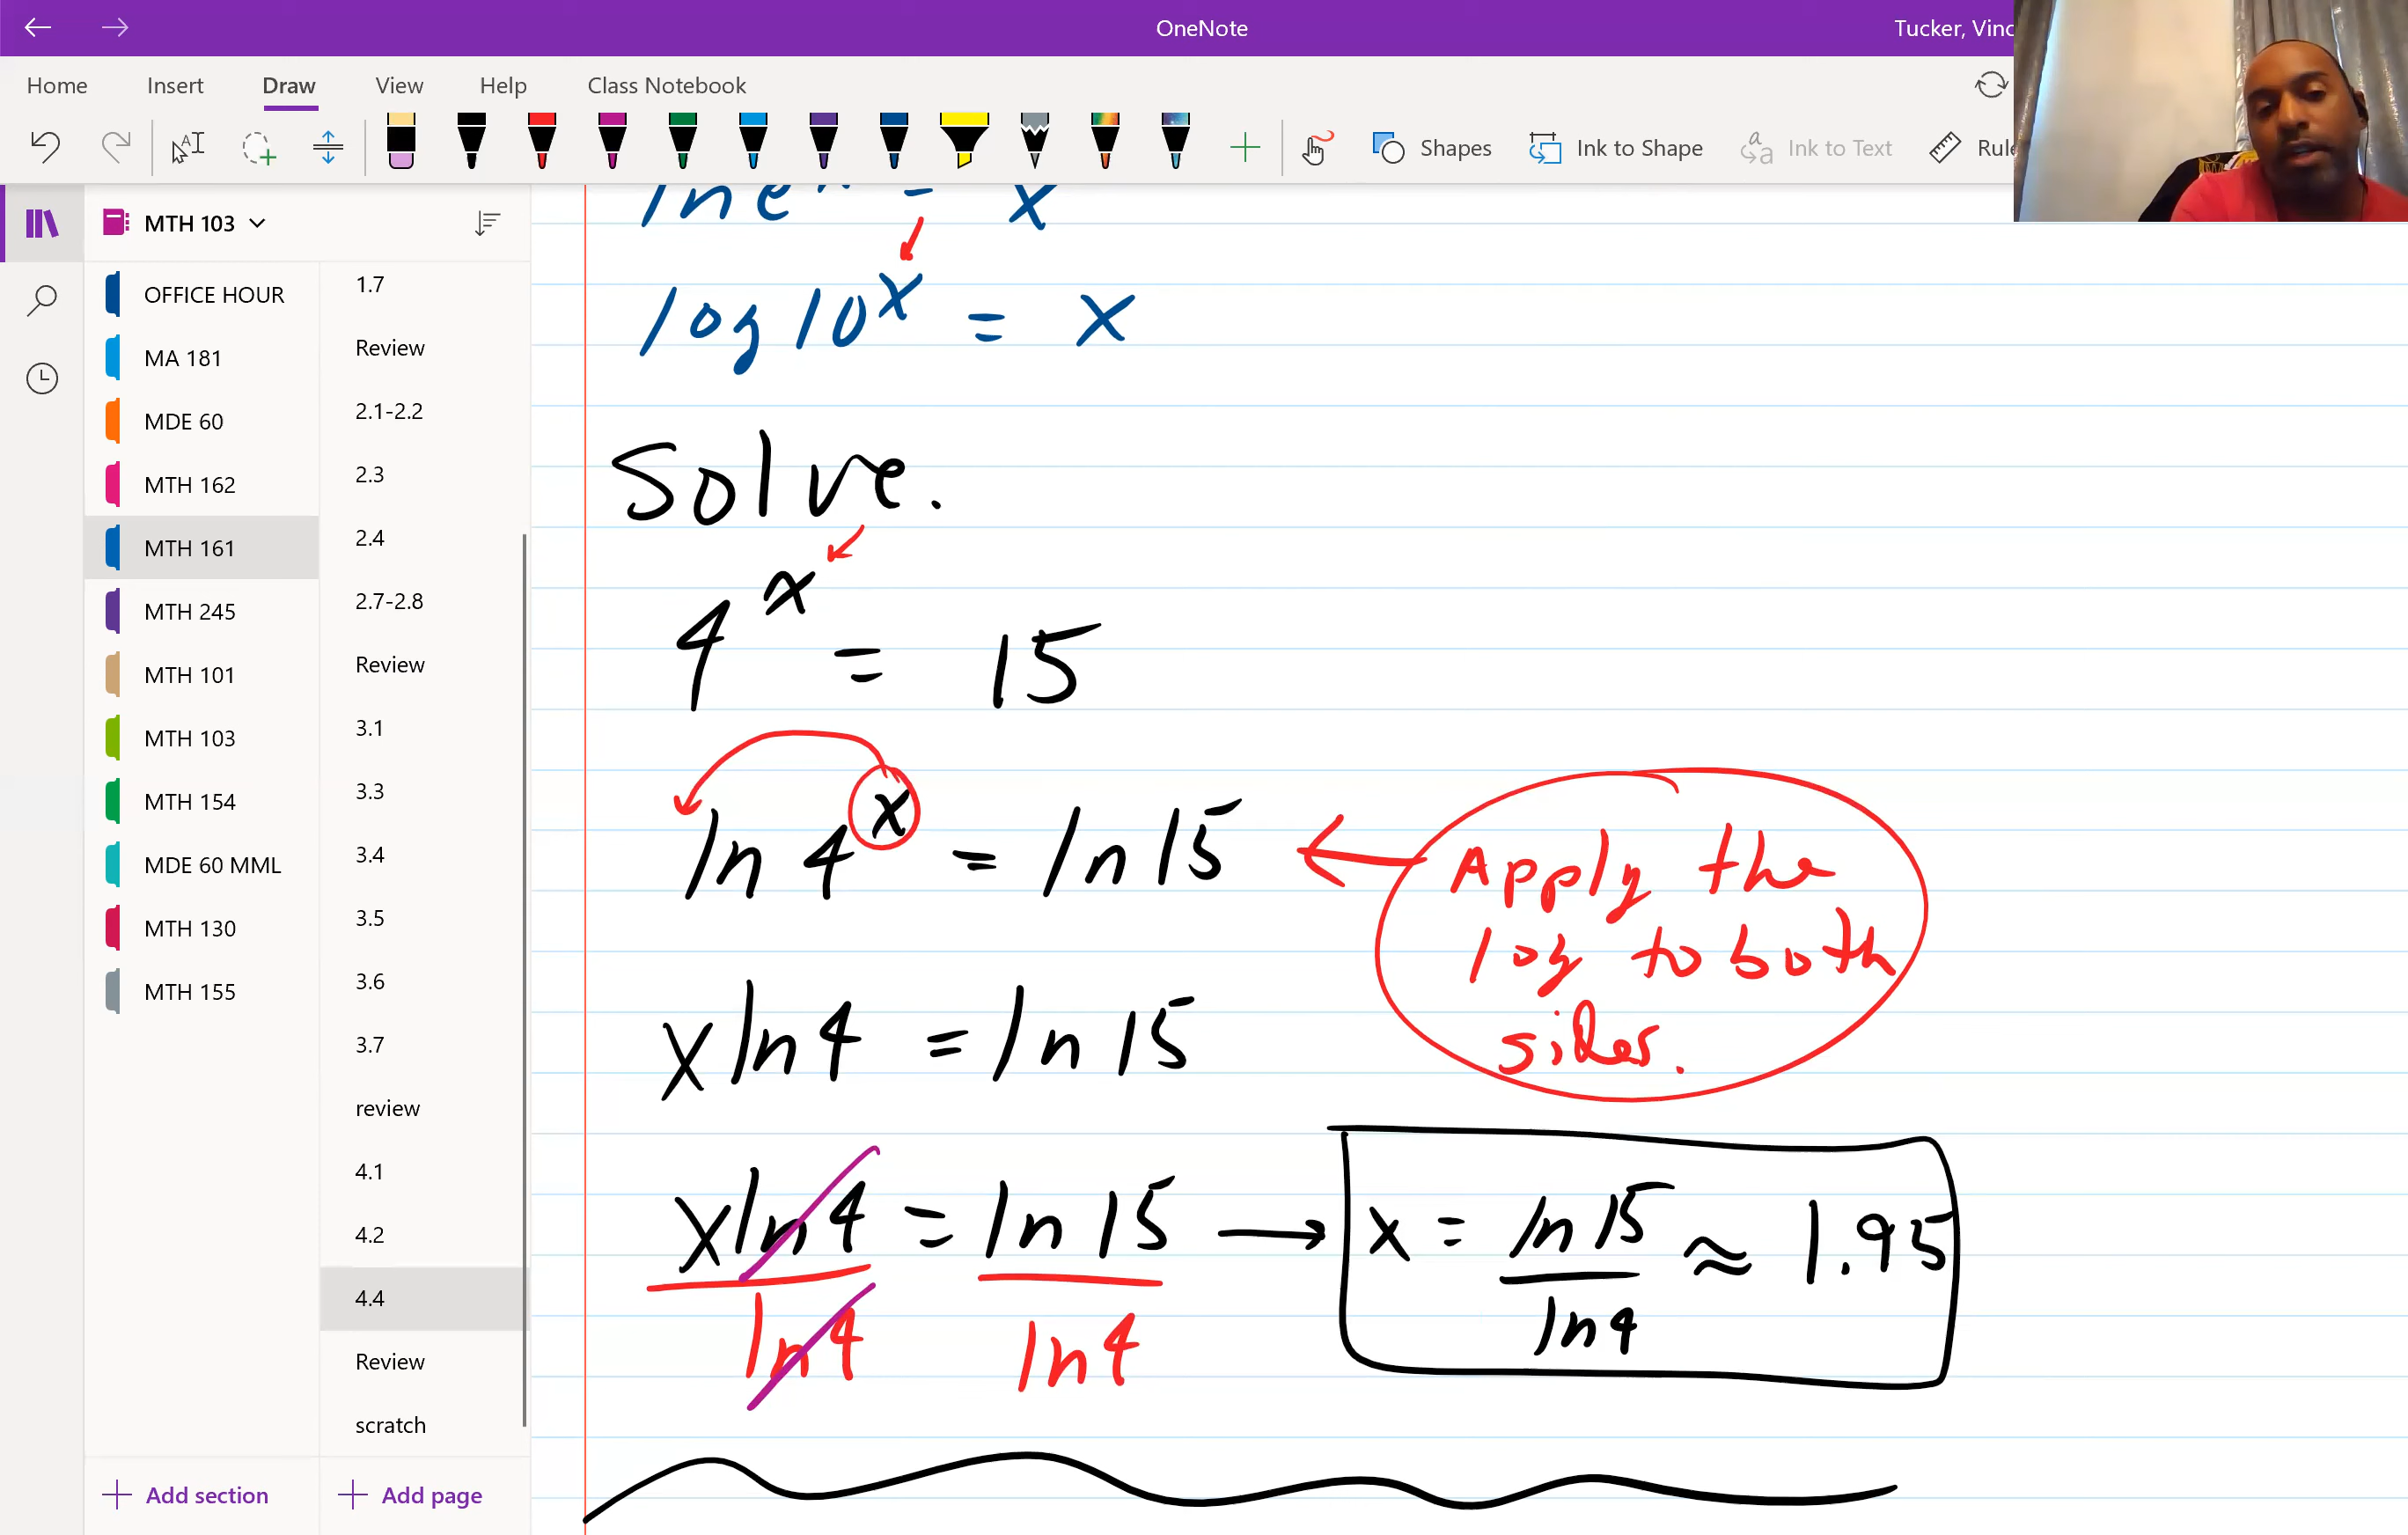 OneNote
Tucker, Vinc
Home Insert Draw View Help Class Notebook
Shapes Ink to Shape Ink to Text Rule
MTH 103
OFFICE HOUR
MA 181
MDE 60
MTH 162
MTH 161
MTH 245
MTH 101
MTH 103
MTH 154
MDE 60 MML
MTH 130
MTH 155
Add section
1.7
Review
2.1-2.2
2.3
2.4
2.7-2.8
Review
3.1
3.3
3.4
3.5
3.6
3.7
review
4.1
4.2
4.4
Review
scratch
Add page
ln e^x = x
log 10^x = x
Solve.
4^x = 15
ln 4^x = ln 15
Apply the
log to both
sides.
x ln 4 = ln 15
x ln 4 / ln 4 = ln 15 / ln 4 → x = ln 15 / ln 4 ≈ 1.95